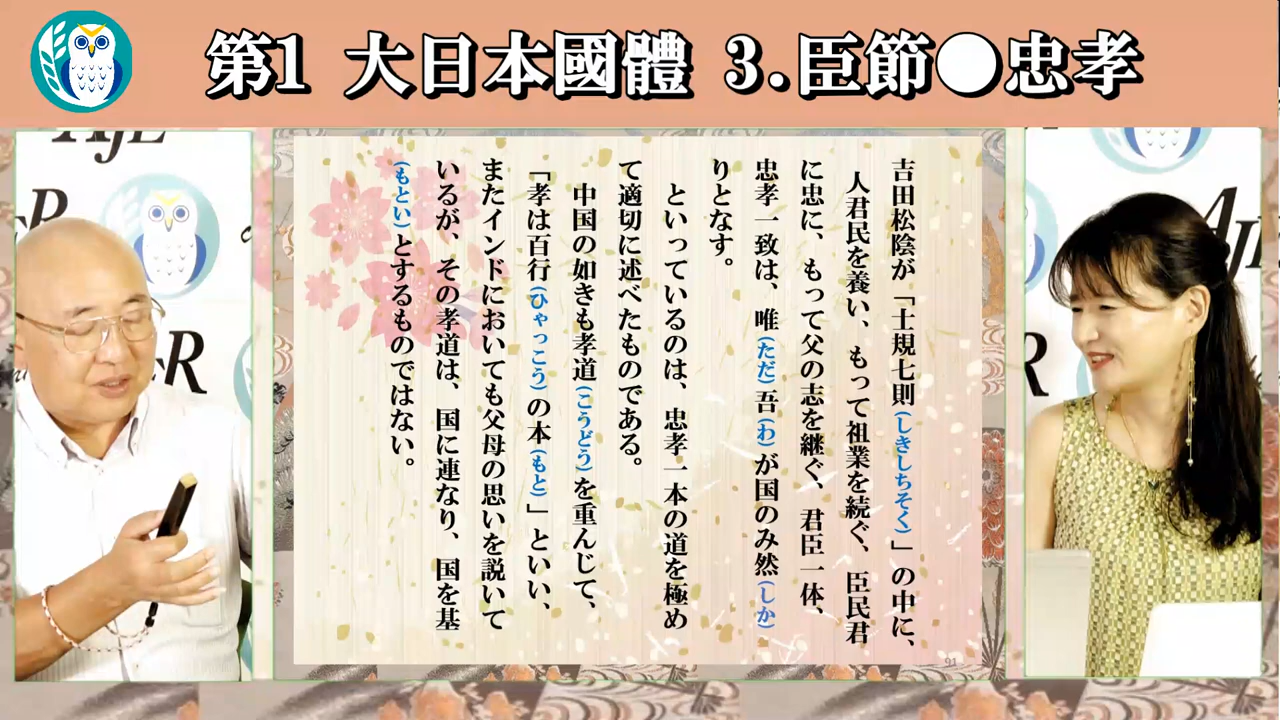 第1 大日本國體 3.臣節●忠孝
吉田松陰が「士規七則(しきしちそく)」の中に、
人君民を養い、もって祖業を続ぐ、臣民君
に忠に、もって父の志を継ぐ、君臣一体、
忠孝一致は、唯(ただ)吾(わ)が国のみ然(しか)
りとなす。
といっているのは、忠孝一本の道を極め
て適切に述べたものである。
中国の如きも孝道(こうどう)を重んじて、
「孝は百行(ひゃっこう)の本(もと)」といい、
またインドにおいても父母の思いを説いて
いるが、その孝道は、国に連なり、国を基
(もとい)とするものではない。
91
AJER
AJER